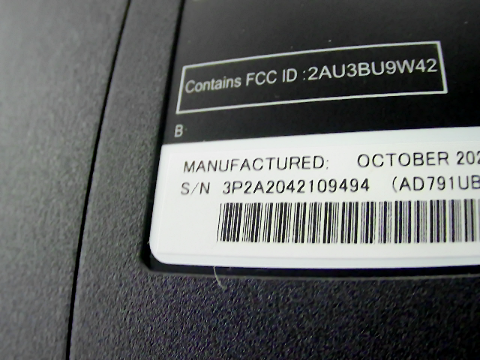 Contains FCC ID : 2AU3BU9W42
B
MANUFACTURED: OCTOBER 202
S/N 3P2A2042109494 (AD791UB